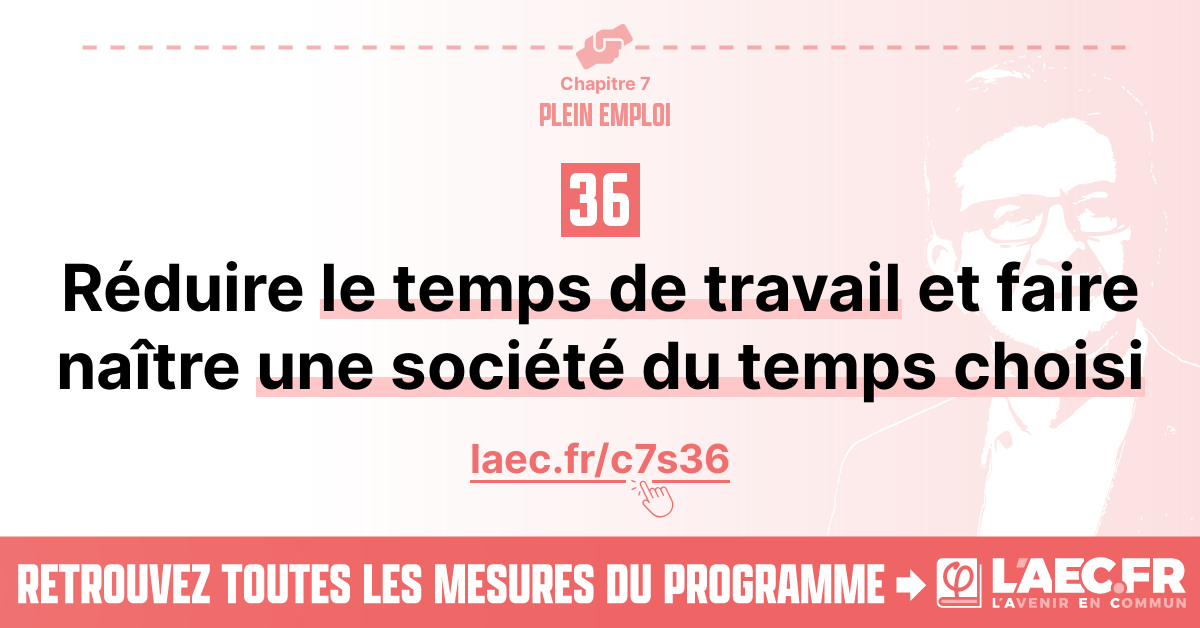 Chapitre 7
PLEIN EMPLOI
36
Réduire le temps de travail et faire
naître une société du temps choisi
laec.fr/c7s36
RETROUVEZ TOUTES LES MESURES DU PROGRAMME
φ L'AEC.FR
L'AVENIR EN COMMUN